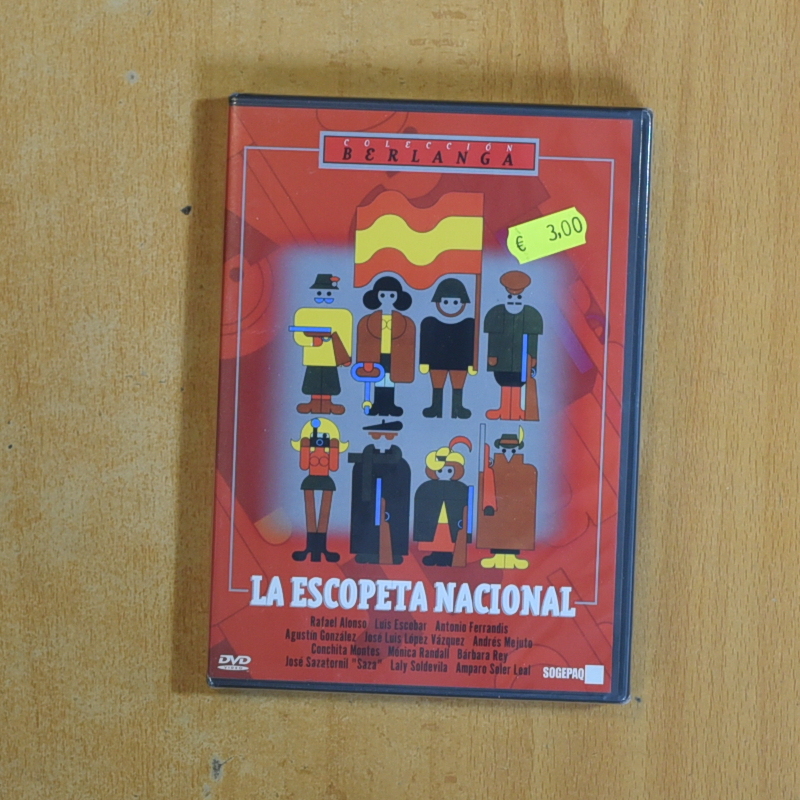 COLECCIÓN
BERLANGA
€ 3,00
LA ESCOPETA NACIONAL
Rafael Alonso Luis Escobar Antonio Ferrandis
Agustín González José Luis López Vázquez Andrés Mejuto
Conchita Montes Mónica Randall Bárbara Rey
José Sazatornil "Saza" Laly Soldevila Amparo Soler Leal
DVD
VIDEO
SOGEPAQ